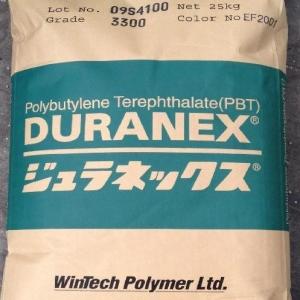 Lot No. 09S4100 Net 25kg
Grade 3300 Color No EF2001
Polybutylene Terephthalate(PBT)
DURANEX®
ジュラネックス®
WinTech Polymer Ltd.